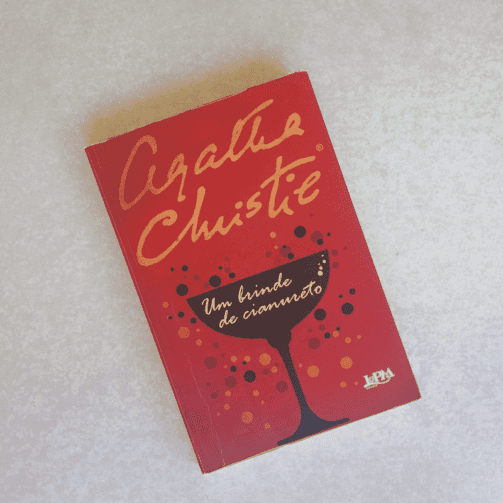 Agatha
Christie®
Um brinde
de cianureto
L&PM